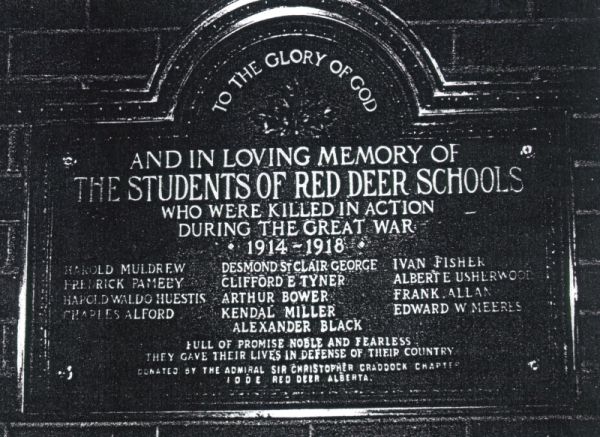 TO THE GLORY OF GOD
AND IN LOVING MEMORY OF
THE STUDENTS OF RED DEER SCHOOLS
WHO WERE KILLED IN ACTION
DURING THE GREAT WAR
• 1914 - 1918 •
HAROLD MULDREW DESMOND ST CLAIR GEORGE IVAN FISHER
FREDRICK PAMELY CLIFFORD E TYNER ALBERT E USHERWOOD
HAROLD WALDO HUESTIS ARTHUR BOWER FRANK ALLAN
CHARLES ALFORD KENDAL MILLER EDWARD W MEERES
ALEXANDER BLACK
FULL OF PROMISE NOBLE AND FEARLESS
THEY GAVE THEIR LIVES IN DEFENSE OF THEIR COUNTRY
DONATED BY THE ADMIRAL SIR CHRISTOPHER CRADDOCK CHAPTER
I O D E RED DEER ALBERTA.